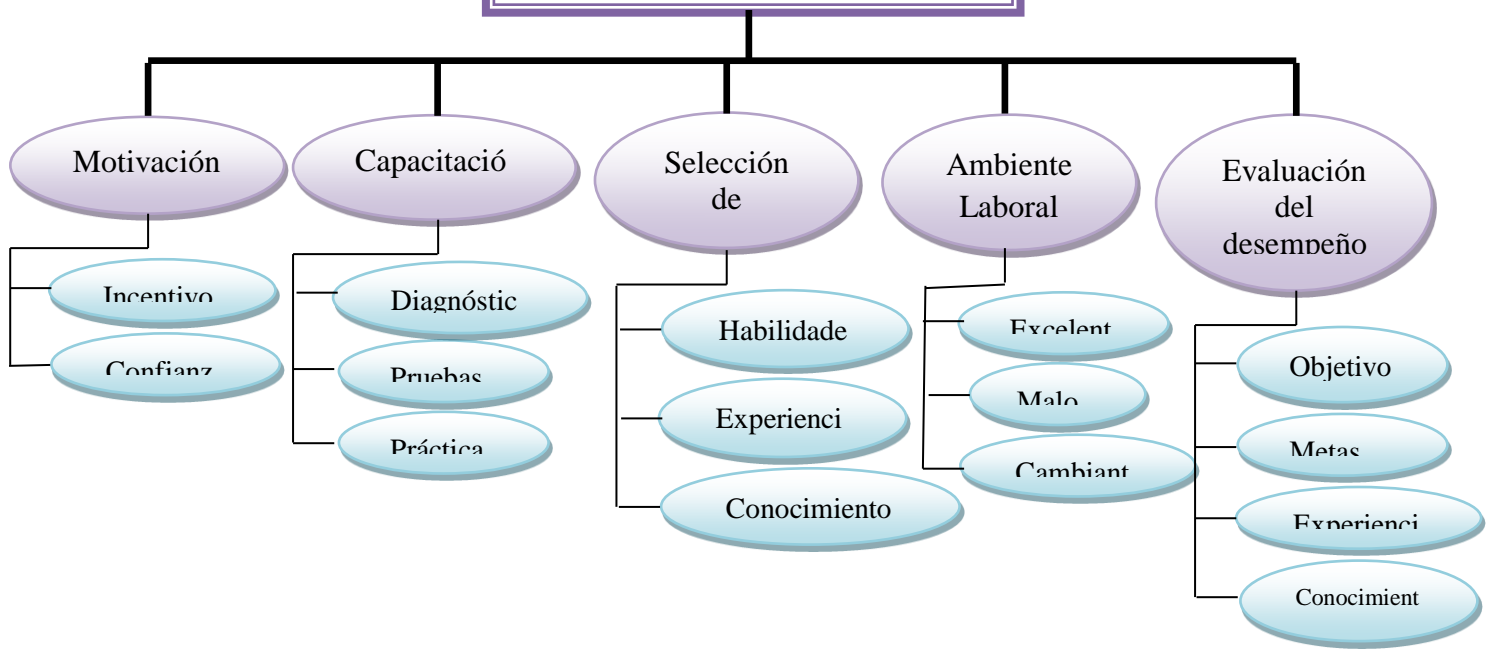 Motivación
Capacitació
Selección
de
Ambiente
Laboral
Evaluación
del
desempeño
Incentivo
Confianz
Diagnóstic
Pruebas
Práctica
Habilidade
Experienci
Conocimiento
Excelent
Malo
Cambiant
Objetivo
Metas
Experienci
Conocimient